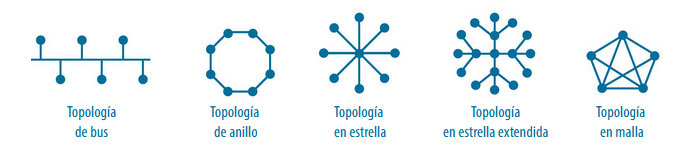 Topología
de bus
Topología
de anillo
Topología
en estrella
Topología
en estrella extendida
Topología
en malla